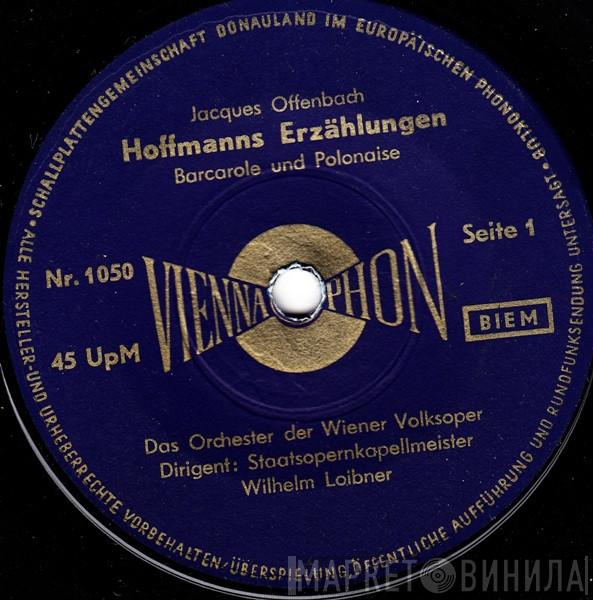 SCHALLPLATTENGEMEINSCHAFT DONAULAND IM EUROPÄISCHEN PHONOKLUB •
Jacques Offenbach
Hoffmanns Erzählungen
Barcarole und Polonaise
Seite 1
Nr. 1050
VIENNAPHON
45 UpM
BIEM
Das Orchester der Wiener Volksoper
Dirigent: Staatsopernkapellmeister
Wilhelm Loibner
• ALLE HERSTELLER-UND URHEBERRECHTE VORBEHALTEN/ÜBERSPIELUNG, ÖFFENTLICHE AUFFÜHRUNG UND RUNDFUNKSENDUNG UNTERSAGT
МАРКЕТ ВИНИЛА